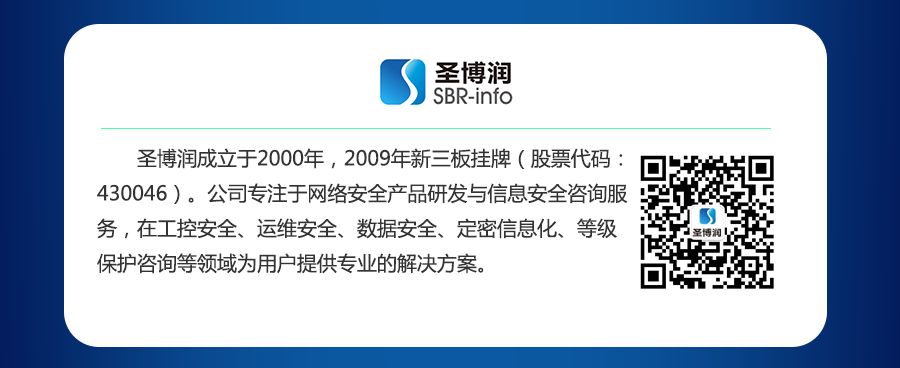 圣博润
SBR-info
圣博润成立于2000年，2009年新三板挂牌（股票代码：
430046）。公司专注于网络安全产品研发与信息安全咨询服
务，在工控安全、运维安全、数据安全、定密信息化、等级
保护咨询等领域为用户提供专业的解决方案。
圣博润